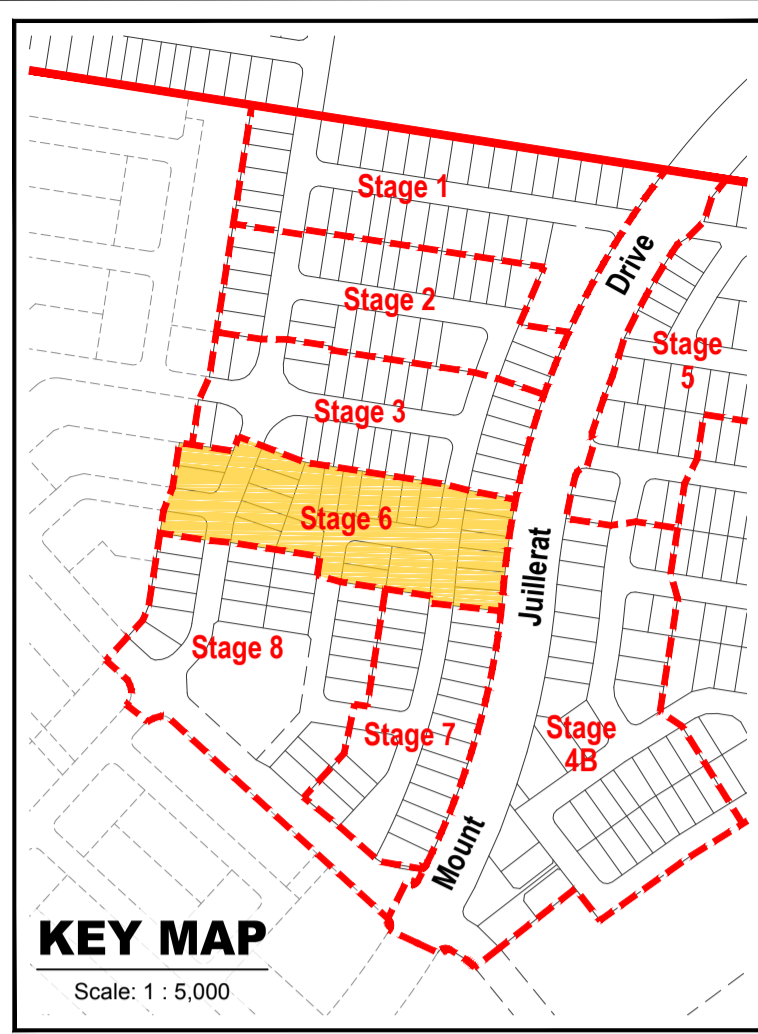 Stage 1
Drive
Stage 2
Stage
5
Stage 3
Stage 6
Juillerat
Stage 8
Stage 7
Stage
4B
Mount
KEY MAP
Scale: 1 : 5,000